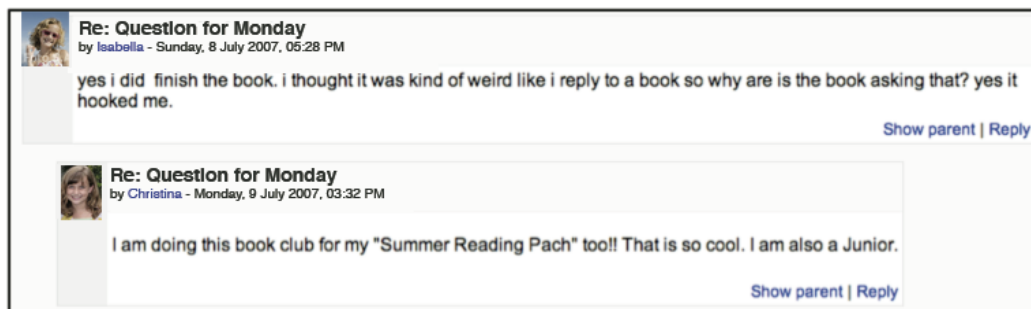 Re: Question for Monday
by Isabella - Sunday, 8 July 2007, 05:28 PM
yes i did  finish the book. i thought it was kind of weird like i reply to a book so why are is the book asking that? yes it
hooked me.
Show parent | Reply
Re: Question for Monday
by Christina - Monday, 9 July 2007, 03:32 PM
I am doing this book club for my "Summer Reading Pach" too!! That is so cool. I am also a Junior.
Show parent | Reply